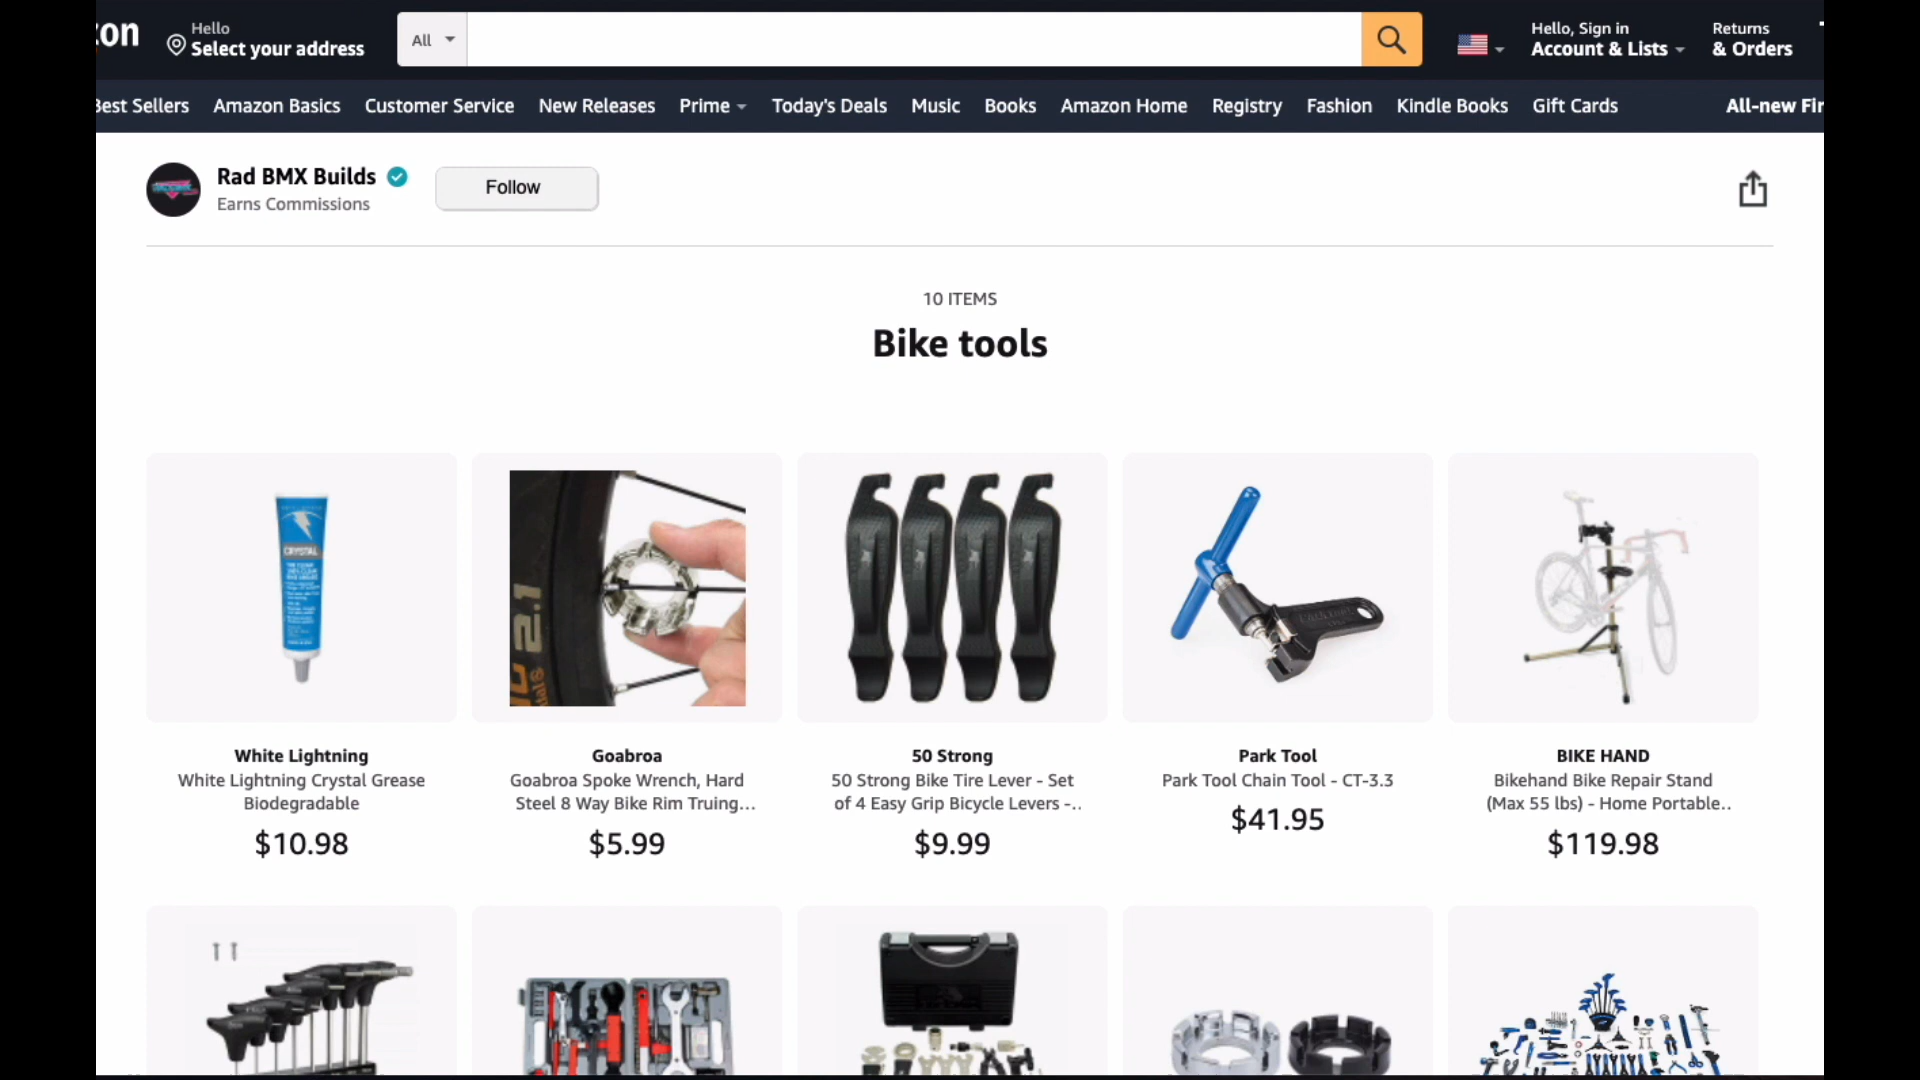 on
Hello
Select your address
All
Hello, Sign in
Account & Lists
Returns
& Orders
Best Sellers
Amazon Basics
Customer Service
New Releases
Prime
Today's Deals
Music
Books
Amazon Home
Registry
Fashion
Kindle Books
Gift Cards
All-new Fir
Rad BMX Builds
Earns Commissions
Follow
10 ITEMS
Bike tools
CRYSTAL
2.1
White Lightning
White Lightning Crystal Grease
Biodegradable
$10.98
Goabroa
Goabroa Spoke Wrench, Hard
Steel 8 Way Bike Rim Truing...
$5.99
50 Strong
50 Strong Bike Tire Lever - Set
of 4 Easy Grip Bicycle Levers -..
$9.99
Park Tool
Park Tool Chain Tool - CT-3.3
$41.95
BIKE HAND
Bikehand Bike Repair Stand
(Max 55 lbs) - Home Portable..
$119.98